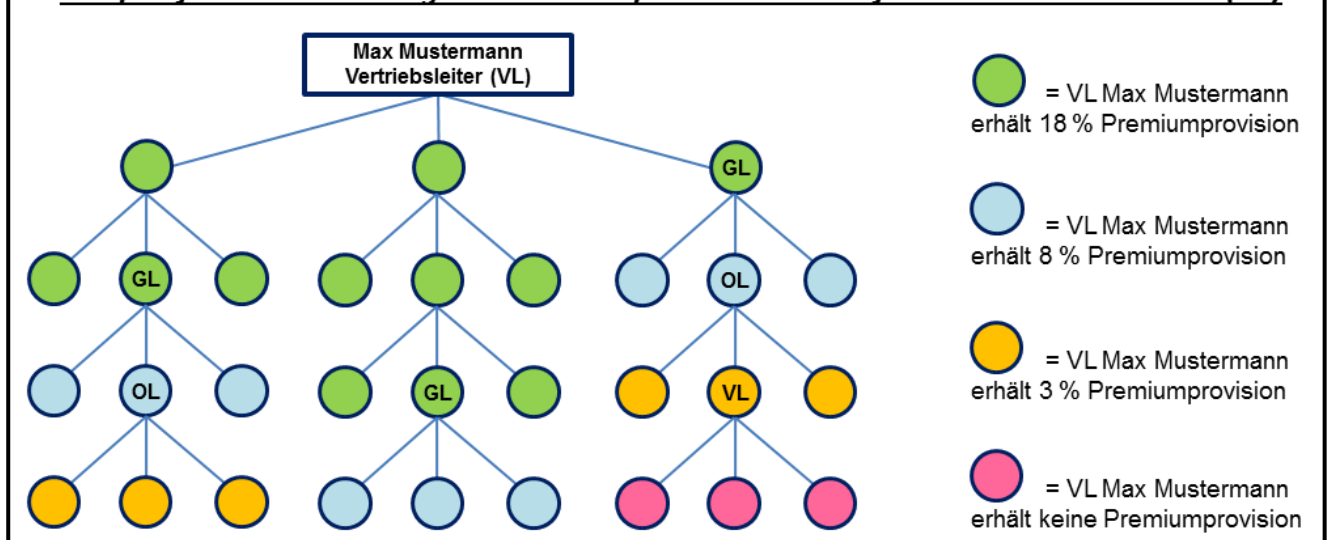 Max Mustermann
Vertriebsleiter (VL)
= VL Max Mustermann
erhält 18 % Premiumprovision
GL
= VL Max Mustermann
erhält 8 % Premiumprovision
GL
OL
= VL Max Mustermann
erhält 3 % Premiumprovision
OL
GL
VL
= VL Max Mustermann
erhält keine Premiumprovision